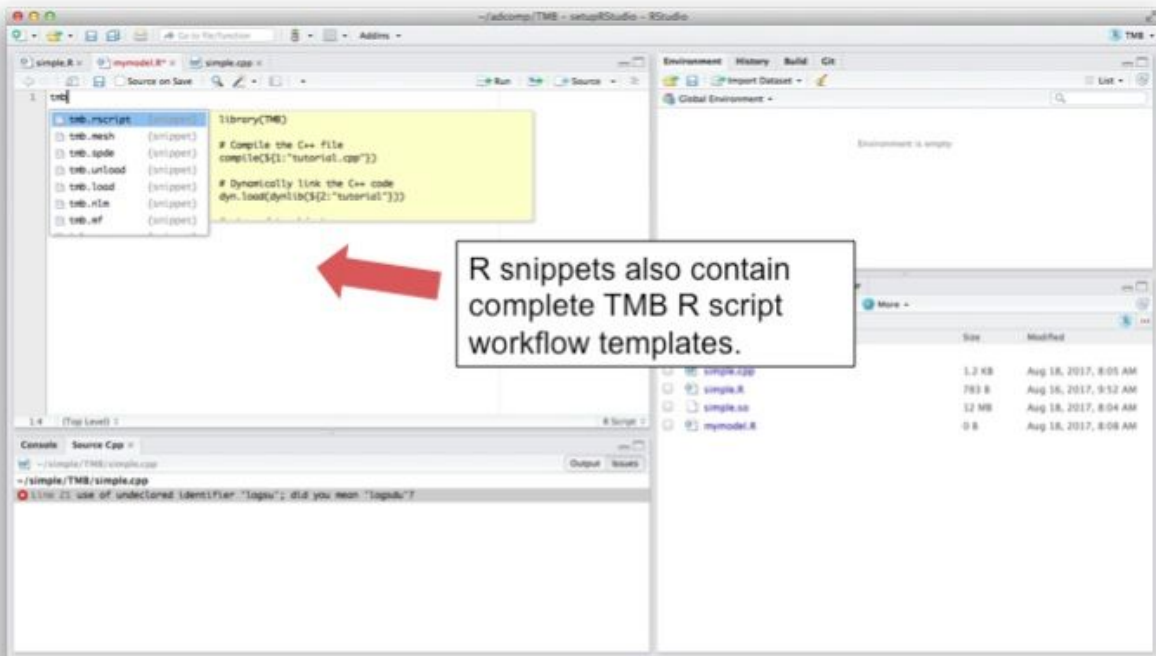 ~/adcomp/TMB - setupRStudio - RStudio
Go to file/function
Addins
TMB
simple.R
mymodel.R*
simple.cpp
Source on Save
Run
Source
1 tmb
tmb.rscript {snippet}
tmb.mesh {snippet}
tmb.spde {snippet}
tmb.unload {snippet}
tmb.load {snippet}
tmb.nlm {snippet}
tmb.mf {snippet}
library(TMB)
# Compile the C++ file
compile(${1:"tutorial.cpp"})
# Dynamically link the C++ code
dyn.load(dynlib(${2:"tutorial"}))
R snippets also contain
complete TMB R script
workflow templates.
1:4 (Top Level) R Script
Console Source Cpp
~/simple/TMB/simple.cpp
Output Issues
~/simple/TMB/simple.cpp
Line 21 use of undeclared identifier 'logsu'; did you mean 'logsdu'?
Environment History Build Git
Import Dataset
List
Global Environment
Environment is empty
More
Size Modified
simple.cpp 1.2 KB Aug 18, 2017, 8:05 AM
simple.R 783 B Aug 16, 2017, 9:52 AM
simple.so 12 MB Aug 18, 2017, 8:04 AM
mymodel.R 0 B Aug 18, 2017, 8:08 AM